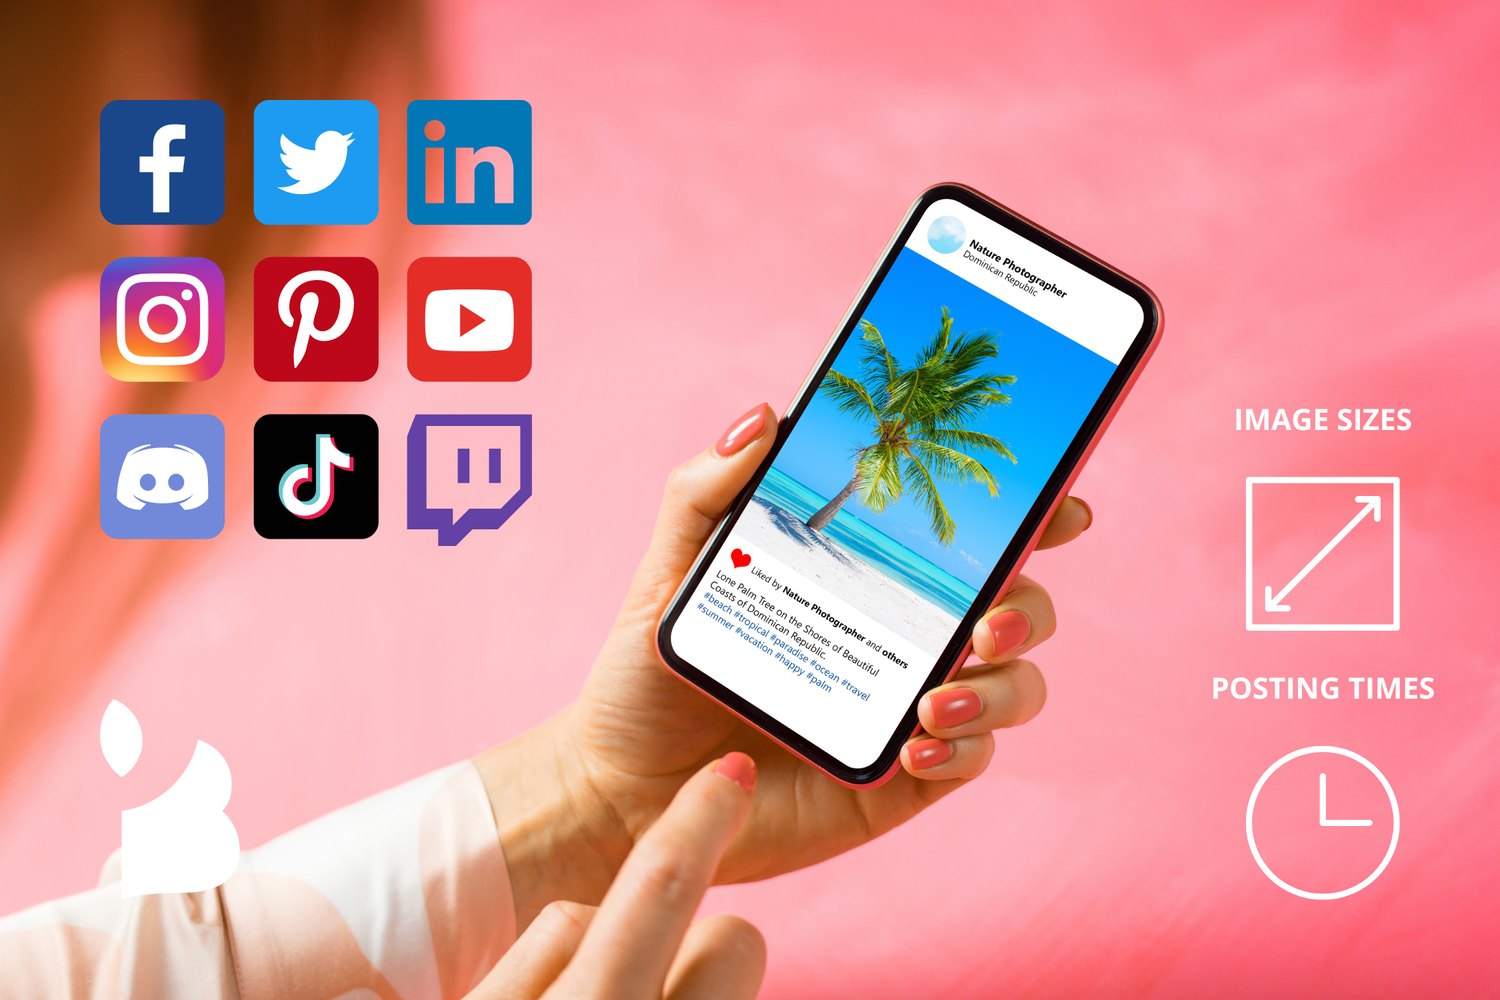 in
Nature Photographer
Dominican Republic
Liked by Nature Photographer and others
Lone Palm Tree on the Shores of Beautiful
Coasts of Dominican Republic.
#beach #tropical #paradise #ocean #travel
#summer #vacation #happy #palm
IMAGE SIZES
POSTING TIMES